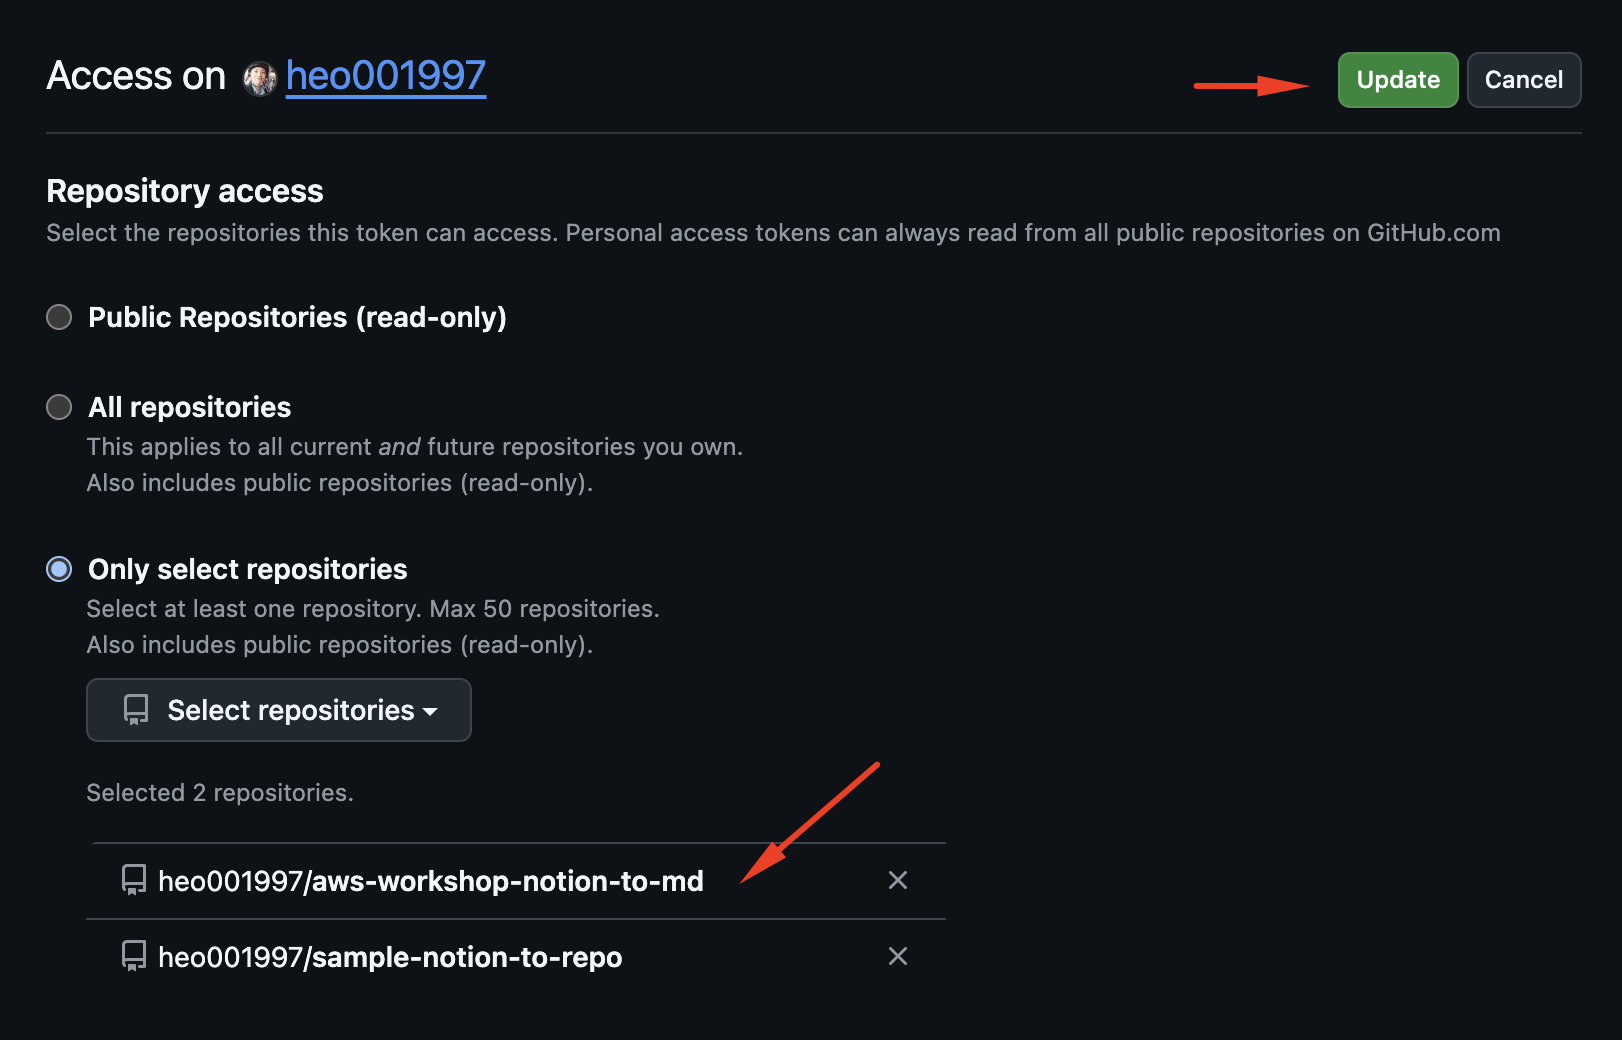 Access on heo001997
Update
Cancel
Repository access
Select the repositories this token can access. Personal access tokens can always read from all public repositories on GitHub.com
Public Repositories (read-only)
All repositories
This applies to all current and future repositories you own.
Also includes public repositories (read-only).
Only select repositories
Select at least one repository. Max 50 repositories.
Also includes public repositories (read-only).
Select repositories
Selected 2 repositories.
heo001997/aws-workshop-notion-to-md
heo001997/sample-notion-to-repo